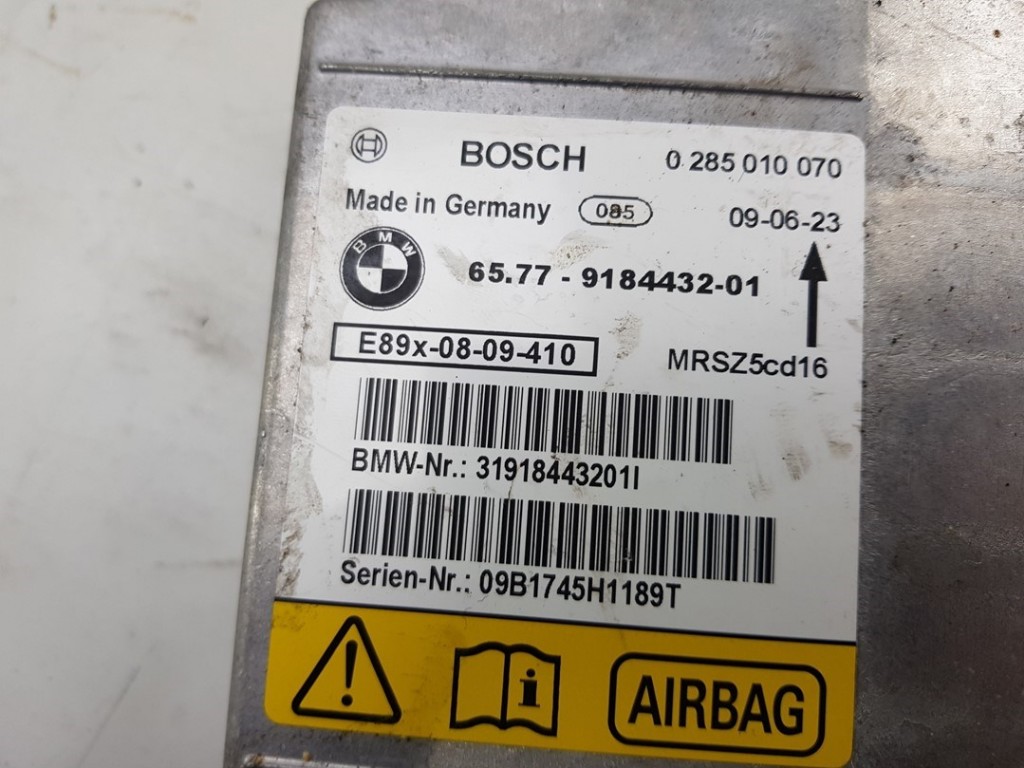 BOSCH 0 285 010 070
Made in Germany 085 09-06-23
BMW 65.77 - 9184432-01
E89x-08-09-410 MRSZ5cd16
BMW-Nr.: 31918443201I
Serien-Nr.: 09B1745H1189T
AIRBAG